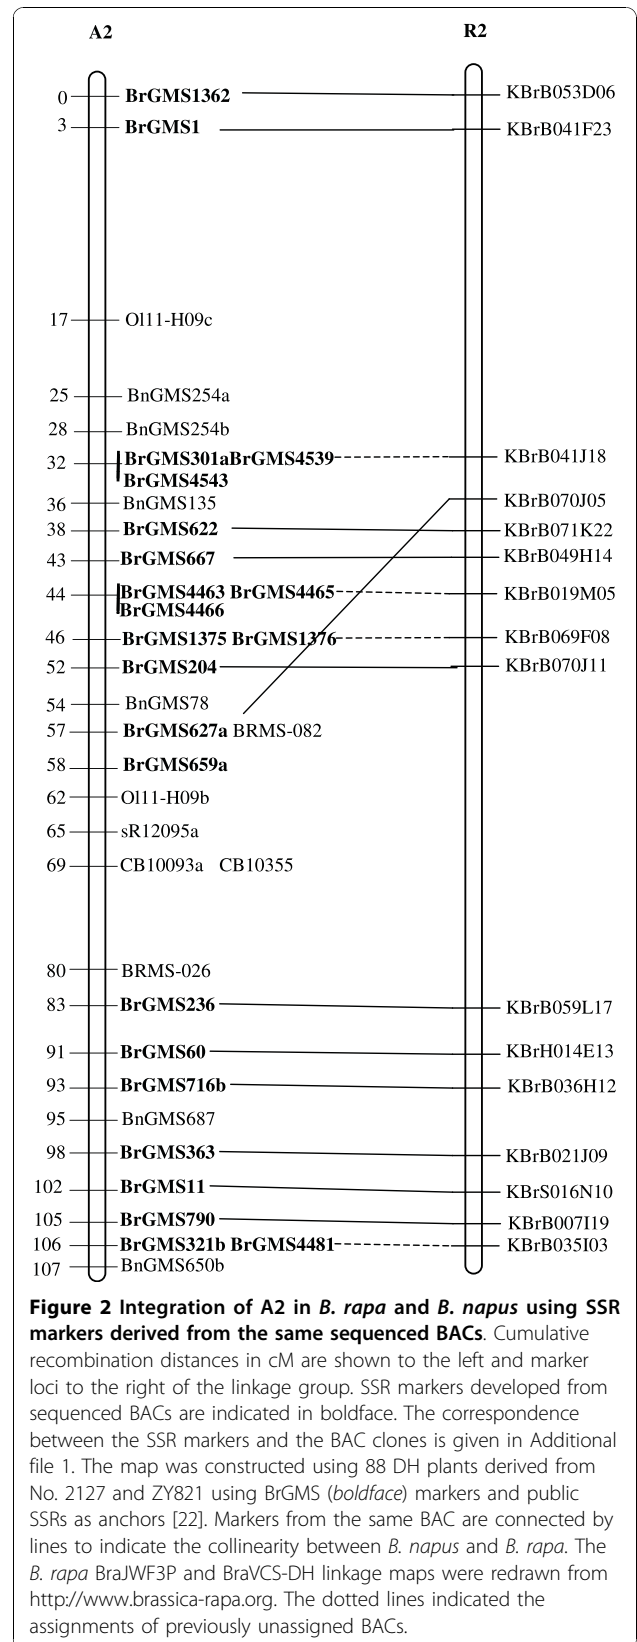 A2 R2
0 BrGMS1362 KBrB053D06
3 BrGMS1 KBrB041F23
17 Ol11-H09c
25 BnGMS254a
28 BnGMS254b
32 BrGMS301aBrGMS4539 KBrB041J18
BrGMS4543
36 BnGMS135 KBrB070J05
38 BrGMS622 KBrB071K22
43 BrGMS667 KBrB049H14
44 BrGMS4463 BrGMS4465 KBrB019M05
BrGMS4466
46 BrGMS1375 BrGMS1376 KBrB069F08
52 BrGMS204 KBrB070J11
54 BnGMS78
57 BrGMS627a BRMS-082
58 BrGMS659a
62 Ol11-H09b
65 sR12095a
69 CB10093a CB10355
80 BRMS-026
83 BrGMS236 KBrB059L17
91 BrGMS60 KBrH014E13
93 BrGMS716b KBrB036H12
95 BnGMS687
98 BrGMS363 KBrB021J09
102 BrGMS11 KBrS016N10
105 BrGMS790 KBrB007I19
106 BrGMS321b BrGMS4481 KBrB035I03
107 BnGMS650b
Figure 2 Integration of A2 in B. rapa and B. napus using SSR
markers derived from the same sequenced BACs. Cumulative
recombination distances in cM are shown to the left and marker
loci to the right of the linkage group. SSR markers developed from
sequenced BACs are indicated in boldface. The correspondence
between the SSR markers and the BAC clones is given in Additional
file 1. The map was constructed using 88 DH plants derived from
No. 2127 and ZY821 using BrGMS (boldface) markers and public
SSRs as anchors [22]. Markers from the same BAC are connected by
lines to indicate the collinearity between B. napus and B. rapa. The
B. rapa BraJWF3P and BraVCS-DH linkage maps were redrawn from
http://www.brassica-rapa.org. The dotted lines indicated the
assignments of previously unassigned BACs.